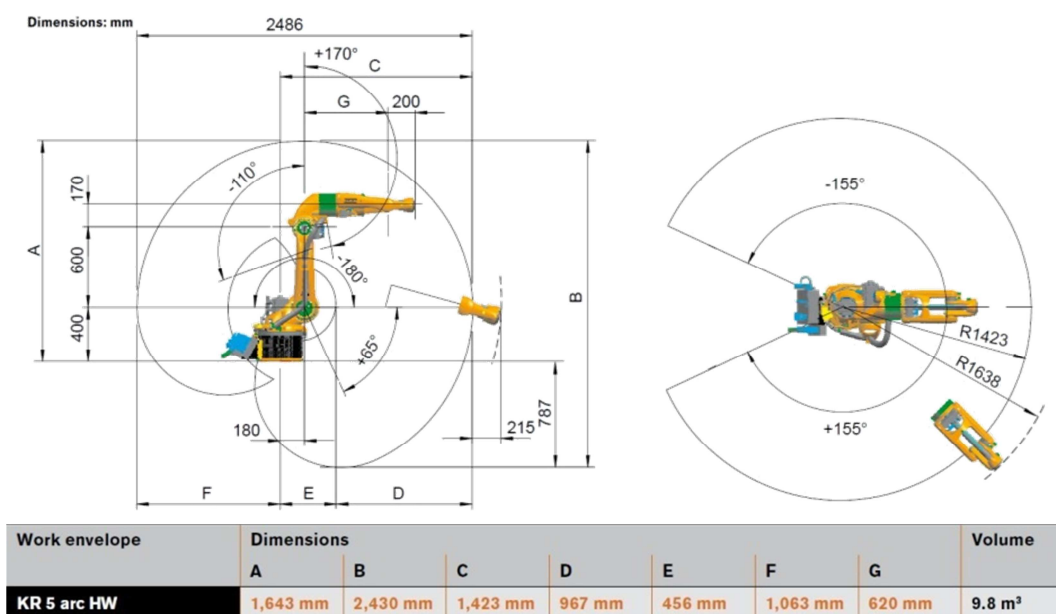 Dimensions: mm
2486
+170°
C
G
200
-110°
170
A
600
-180°
B
400
+65°
787
180
215
F
E
D
-155°
R1423
R1638
+155°
Work envelope Dimensions Volume
A B C D E F G
KR 5 arc HW 1,643 mm 2,430 mm 1,423 mm 967 mm 456 mm 1,063 mm 620 mm 9.8 m³